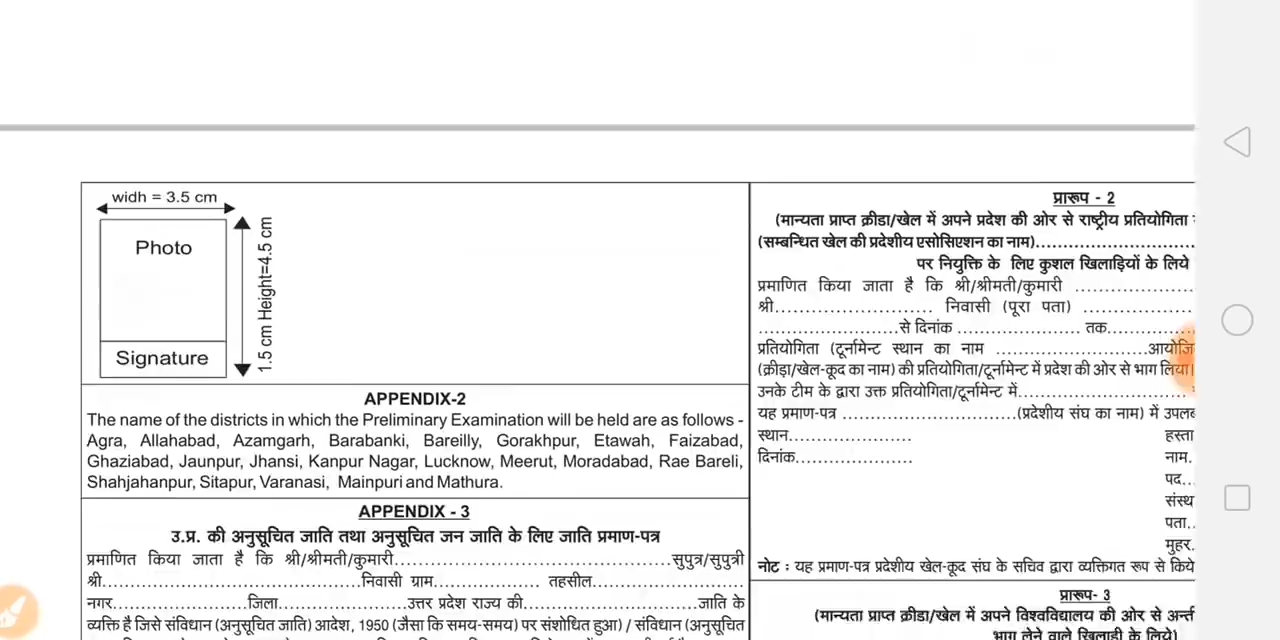 widh = 3.5 cm
Photo
Signature
1.5 cm Height=4.5 cm
APPENDIX-2
The name of the districts in which the Preliminary Examination will be held are as follows -
Agra, Allahabad, Azamgarh, Barabanki, Bareilly, Gorakhpur, Etawah, Faizabad,
Ghaziabad, Jaunpur, Jhansi, Kanpur Nagar, Lucknow, Meerut, Moradabad, Rae Bareli,
Shahjahanpur, Sitapur, Varanasi, Mainpuri and Mathura.
APPENDIX - 3
उ.प्र. की अनुसूचित जाति तथा अनुसूचित जन जाति के लिए जाति प्रमाण-पत्र
प्रमाणित किया जाता है कि श्री/श्रीमती/कुमारी.............................................सुपुत्र/सुपुत्री
श्री...........................................निवासी ग्राम.................. तहसील.........................
नगर......................जिला..........................उत्तर प्रदेश राज्य की.............................जाति के
व्यक्ति है जिसे संविधान (अनुसूचित जाति) आदेश, 1950 (जैसा कि समय-समय) पर संशोधित हुआ) / संविधान (अनुसूचित
प्रारूप - 2
(मान्यता प्राप्त क्रीडा/खेल में अपने प्रदेश की ओर से राष्ट्रीय प्रतियोगिता
(सम्बन्धित खेल की प्रदेशीय एसोसिएशन का नाम)..........................
पर नियुक्ति के लिए कुशल खिलाड़ियों के लिये
प्रमाणित किया जाता है कि श्री/श्रीमती/कुमारी ....................
श्री..................... निवासी (पूरा पता) ..................
.......................से दिनांक .................... तक..............
प्रतियोगिता (टूर्नामेन्ट स्थान का नाम .........................आयोजि
(क्रीड़ा/खेल-कूद का नाम) की प्रतियोगिता/टूर्नामेन्ट में प्रदेश की ओर से भाग लिया।
उनके टीम के द्वारा उक्त प्रतियोगिता/टूर्नामेन्ट में...........................
यह प्रमाण-पत्र .............................(प्रदेशीय संघ का नाम) में उपलब
स्थान....................
दिनांक...................
हस्ता
नाम.
पद..
संस्थ
पता..
मुहर.
नोट : यह प्रमाण-पत्र प्रदेशीय खेल-कूद संघ के सचिव द्वारा व्यक्तिगत रूप से किये
प्रारूप- 3
(मान्यता प्राप्त क्रीडा/खेल में अपने विश्वविद्यालय की ओर से अर्न्त
भाग लेने वाले खिलाड़ी के लिये)